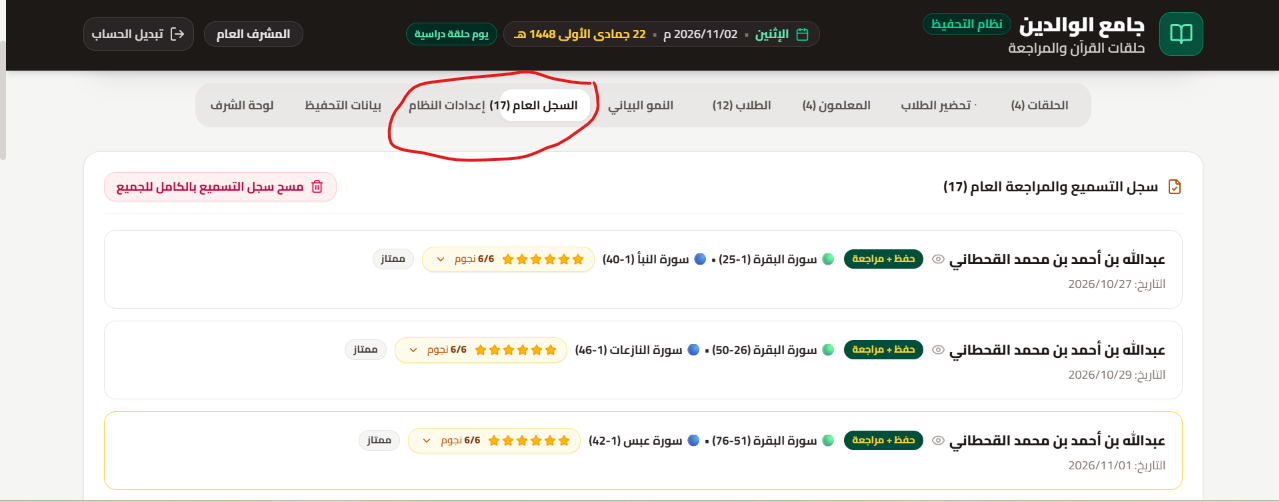 جامع الوالدين نظام التحفيظ
حلقات القرآن والمراجعة
الإثنين • 2026/11/02 م • 22 جمادى الأولى 1448 هـ
يوم حلقة دراسية
المشرف العام
تبديل الحساب
الحلقات (4)
تحضير الطلاب
المعلمون (4)
الطلاب (12)
النمو البياني
السجل العام (17)
إعدادات النظام
بيانات التحفيظ
لوحة الشرف
سجل التسميع والمراجعة العام (17)
مسح سجل التسميع بالكامل للجميع
عبدالله بن أحمد بن محمد القحطاني حفظ + مراجعة سورة البقرة (1-25) • سورة النبأ (1-40) 6/6 نجوم ممتاز
التاريخ: 2026/10/27
عبدالله بن أحمد بن محمد القحطاني حفظ + مراجعة سورة البقرة (26-50) • سورة النازعات (1-46) 6/6 نجوم ممتاز
التاريخ: 2026/10/29
عبدالله بن أحمد بن محمد القحطاني حفظ + مراجعة سورة البقرة (51-76) • سورة عبس (1-42) 6/6 نجوم ممتاز
التاريخ: 2026/11/01